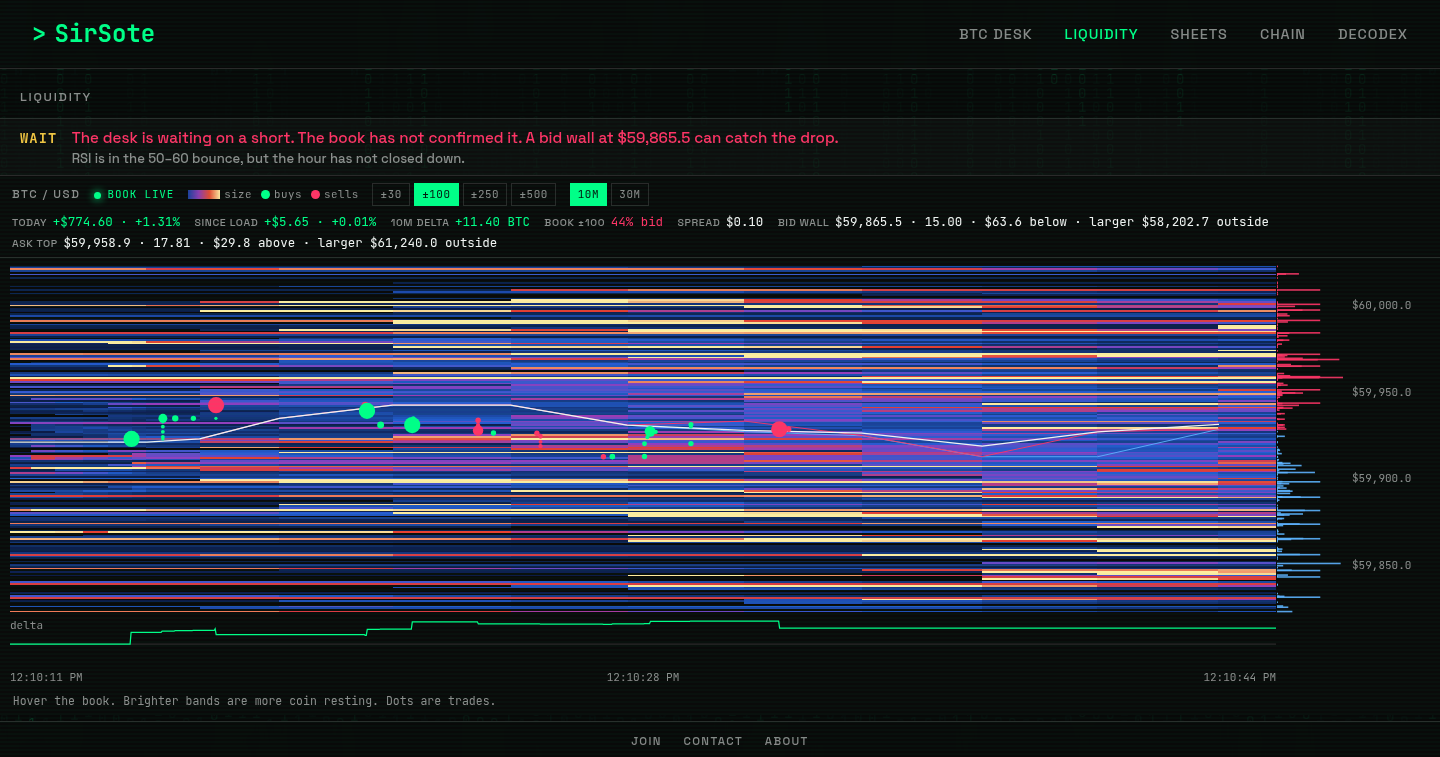 > SirSote
BTC DESK LIQUIDITY SHEETS CHAIN DECODEX
LIQUIDITY
WAIT The desk is waiting on a short. The book has not confirmed it. A bid wall at $59,865.5 can catch the drop.
RSI is in the 50–60 bounce, but the hour has not closed down.
BTC / USD BOOK LIVE size buys sells ±30 ±100 ±250 ±500 10M 30M
TODAY +$774.60 · +1.31% SINCE LOAD +$5.65 · +0.01% 10M DELTA +11.40 BTC BOOK ±100 44% bid SPREAD $0.10 BID WALL $59,865.5 · 15.00 · $63.6 below · larger $58,202.7 outside
ASK TOP $59,958.9 · 17.81 · $29.8 above · larger $61,240.0 outside
$60,000.0
$59,950.0
$59,900.0
$59,850.0
delta
12:10:11 PM 12:10:28 PM 12:10:44 PM
Hover the book. Brighter bands are more coin resting. Dots are trades.
JOIN CONTACT ABOUT